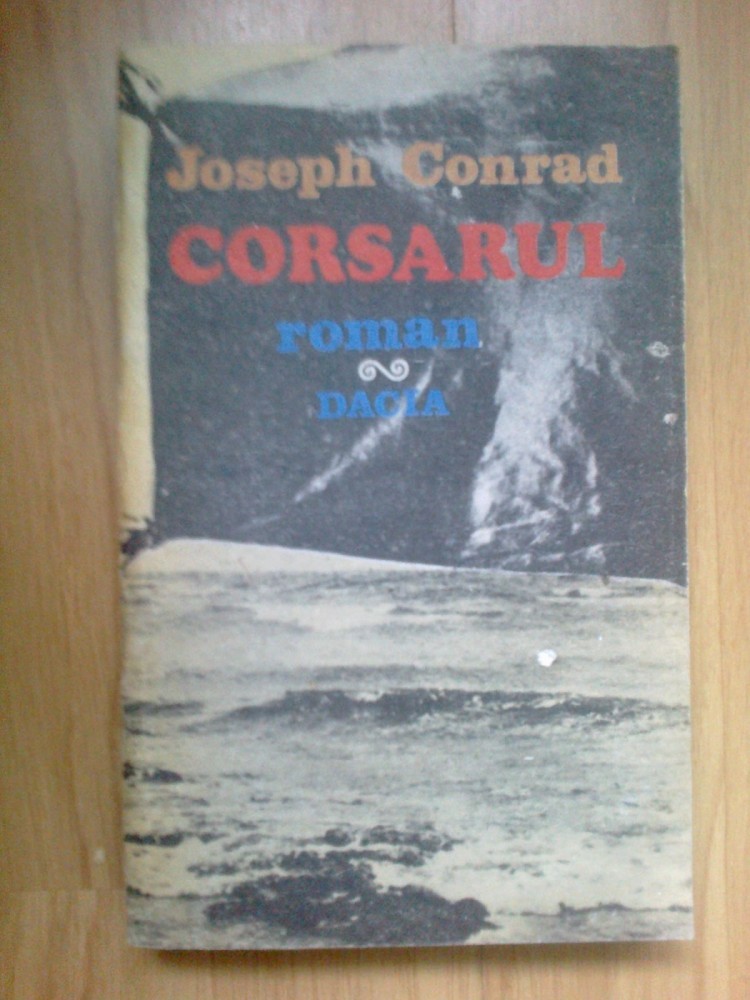 Joseph Conrad
CORSARUL
roman
DACIA